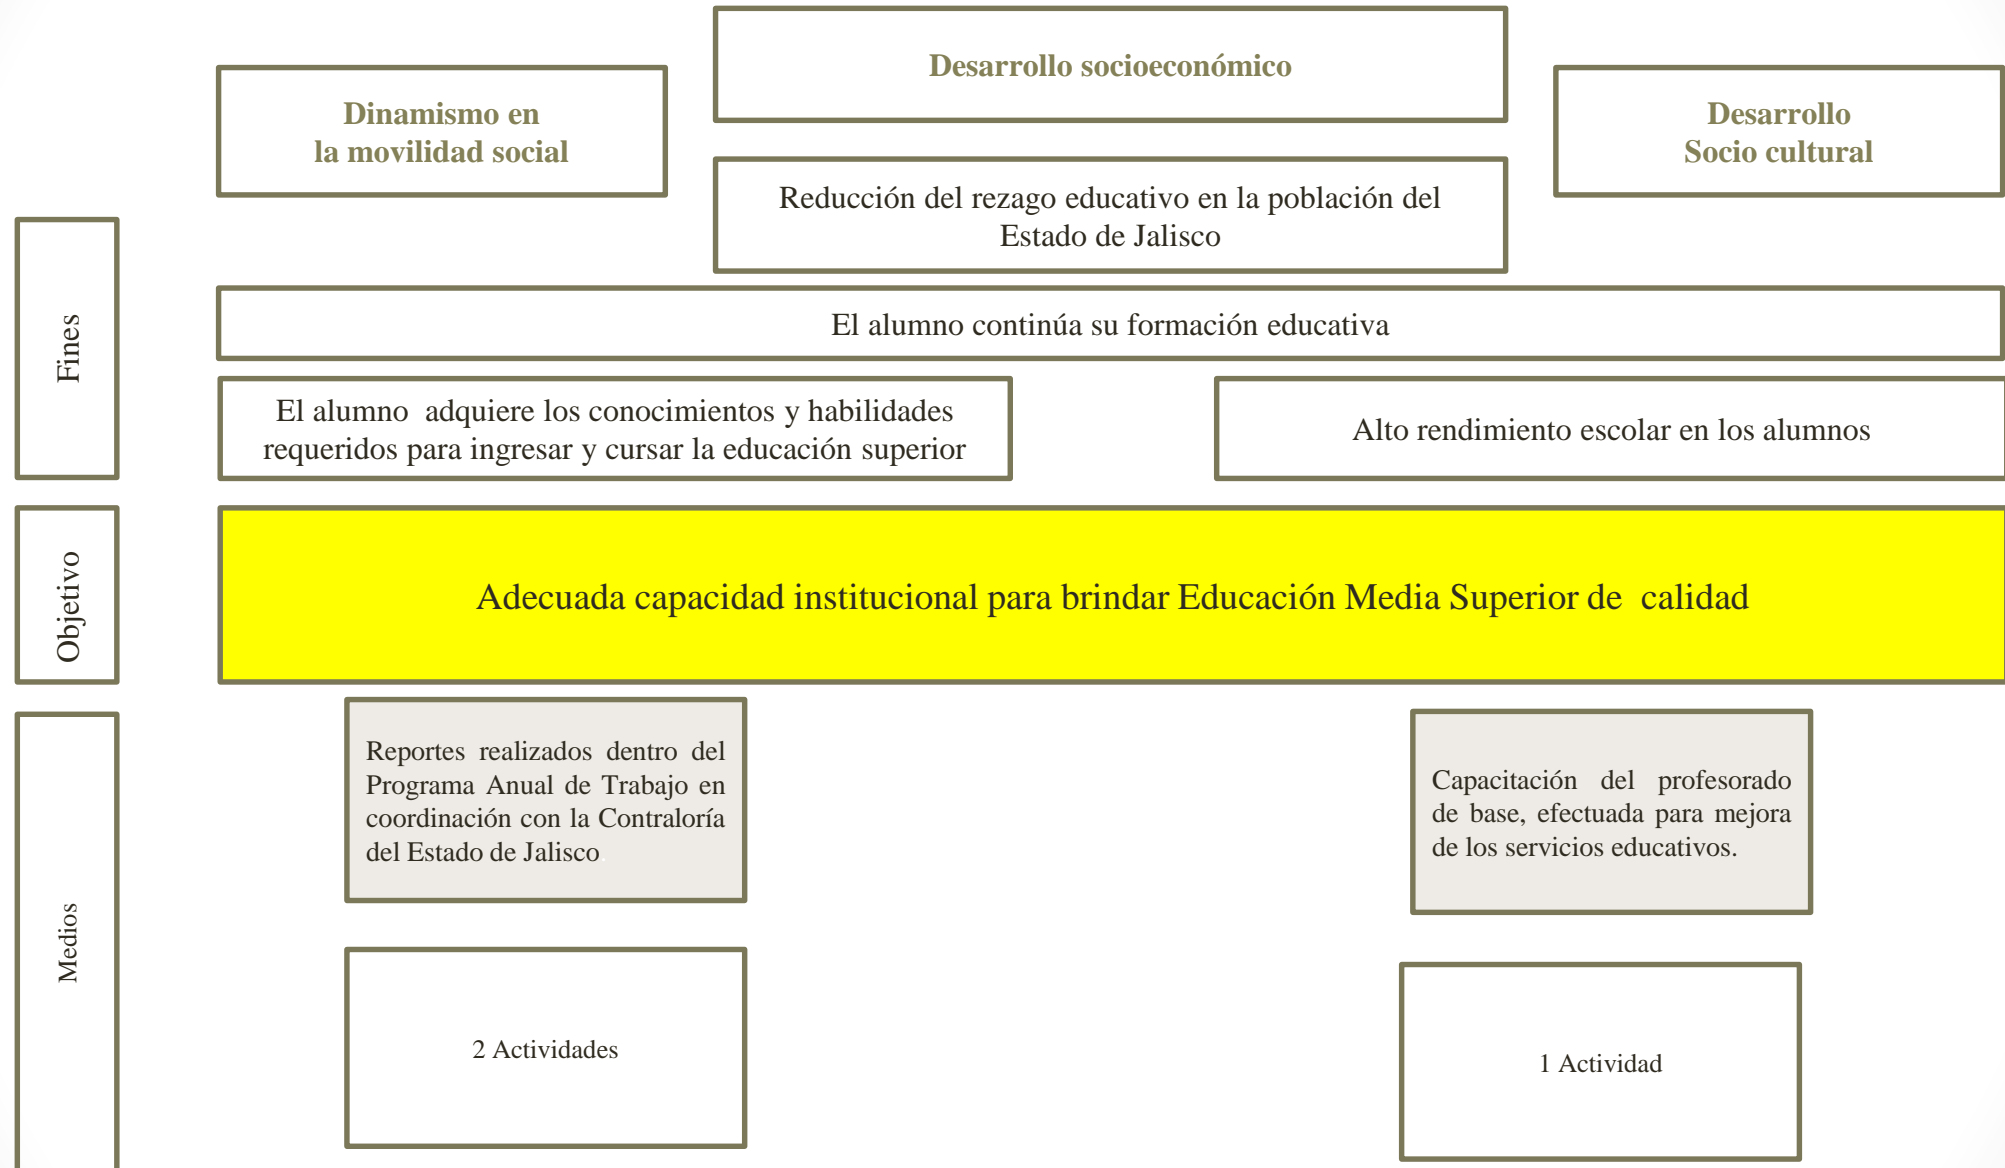 Desarrollo socioeconómico
Dinamismo en
la movilidad social
Desarrollo
Socio cultural
Reducción del rezago educativo en la población del
Estado de Jalisco
Fines
El alumno continúa su formación educativa
El alumno adquiere los conocimientos y habilidades
requeridos para ingresar y cursar la educación superior
Alto rendimiento escolar en los alumnos
Objetivo
Adecuada capacidad institucional para brindar Educación Media Superior de calidad
Medios
Reportes realizados dentro del
Programa Anual de Trabajo en
coordinación con la Contraloría
del Estado de Jalisco.
Capacitación del profesorado
de base, efectuada para mejora
de los servicios educativos.
2 Actividades
1 Actividad